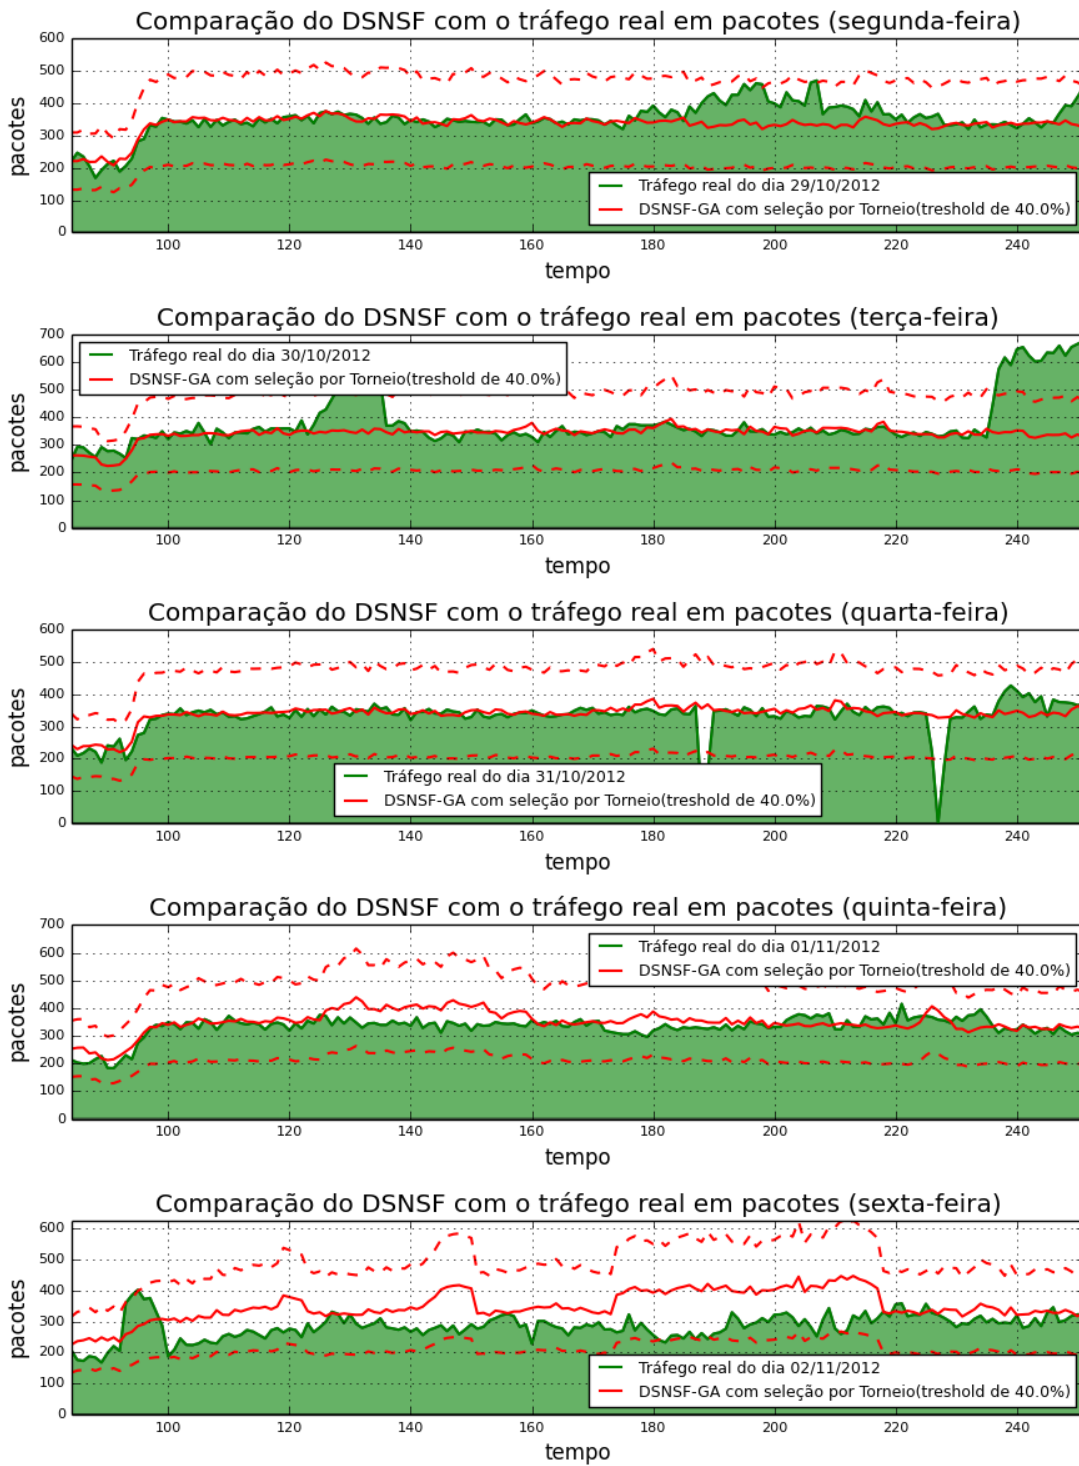 Comparação do DSNSF com o tráfego real em pacotes (segunda-feira)
600
500
400
300
200
100
0
pacotes
Tráfego real do dia 29/10/2012
DSNSF-GA com seleção por Torneio(treshold de 40.0%)
100 120 140 160 180 200 220 240
tempo
Comparação do DSNSF com o tráfego real em pacotes (terça-feira)
700
600
500
400
300
200
100
0
pacotes
Tráfego real do dia 30/10/2012
DSNSF-GA com seleção por Torneio(treshold de 40.0%)
100 120 140 160 180 200 220 240
tempo
Comparação do DSNSF com o tráfego real em pacotes (quarta-feira)
600
500
400
300
200
100
0
pacotes
Tráfego real do dia 31/10/2012
DSNSF-GA com seleção por Torneio(treshold de 40.0%)
100 120 140 160 180 200 220 240
tempo
Comparação do DSNSF com o tráfego real em pacotes (quinta-feira)
700
600
500
400
300
200
100
0
pacotes
Tráfego real do dia 01/11/2012
DSNSF-GA com seleção por Torneio(treshold de 40.0%)
100 120 140 160 180 200 220 240
tempo
Comparação do DSNSF com o tráfego real em pacotes (sexta-feira)
600
500
400
300
200
100
0
pacotes
Tráfego real do dia 02/11/2012
DSNSF-GA com seleção por Torneio(treshold de 40.0%)
100 120 140 160 180 200 220 240
tempo